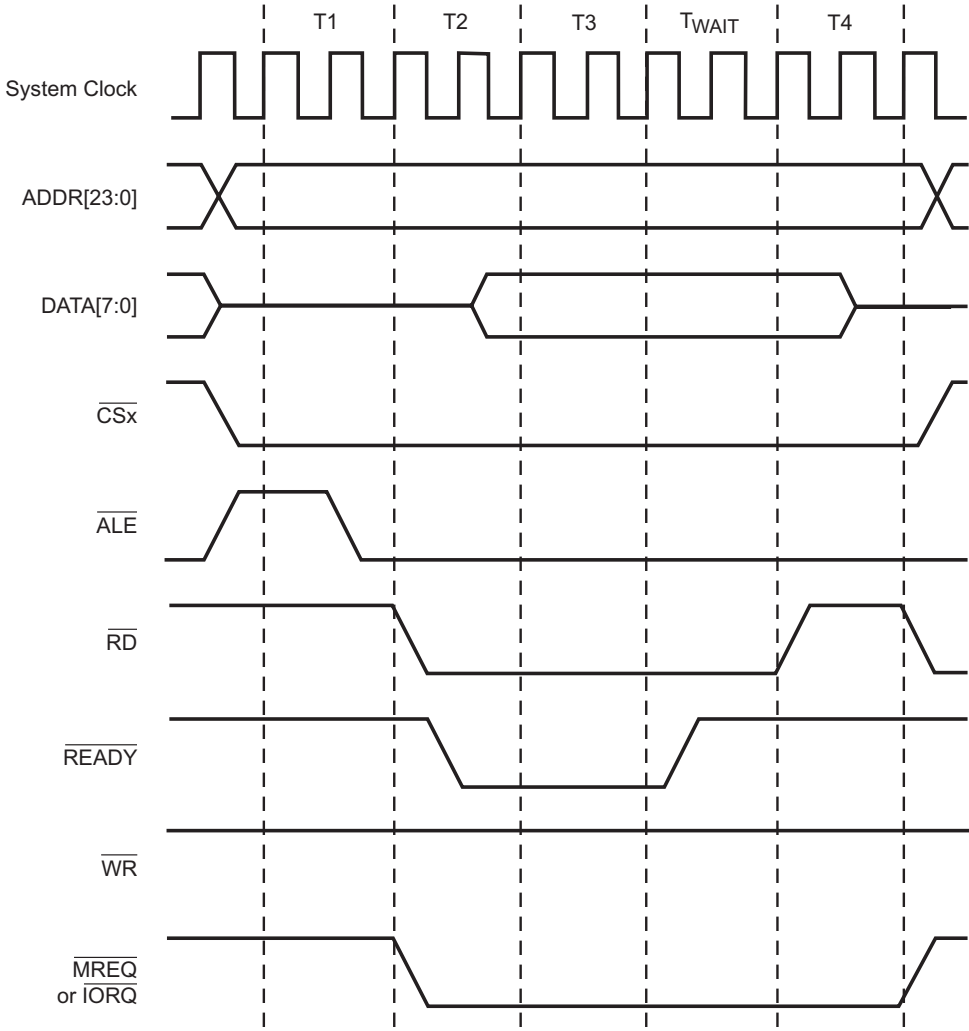 T1 T2 T3 TWAIT T4
System Clock
ADDR[23:0]
DATA[7:0]
CSx
ALE
RD
READY
WR
MREQ
or IORQ